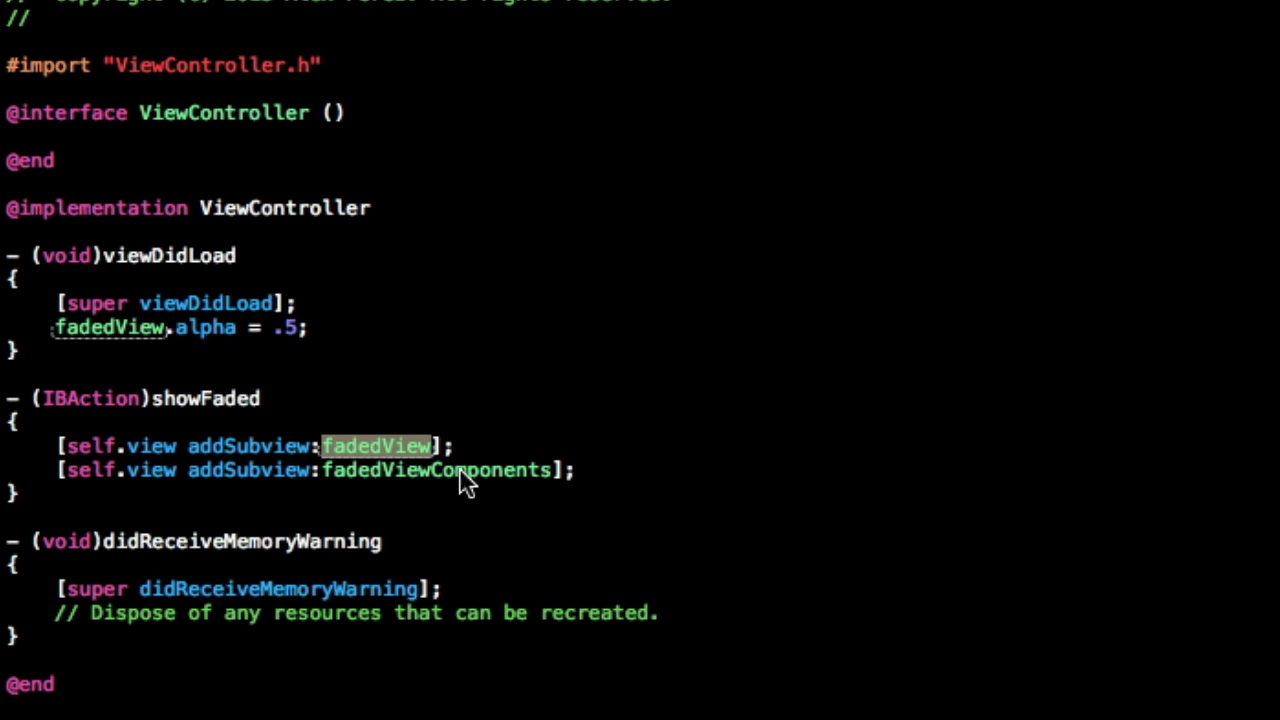 //
#import "ViewController.h"
@interface ViewController ()
@end
@implementation ViewController
- (void)viewDidLoad
{
[super viewDidLoad];
fadedView.alpha = .5;
}
- (IBAction)showFaded
{
[self.view addSubview:fadedView];
[self.view addSubview:fadedViewComponents];
}
- (void)didReceiveMemoryWarning
{
[super didReceiveMemoryWarning];
// Dispose of any resources that can be recreated.
}
@end